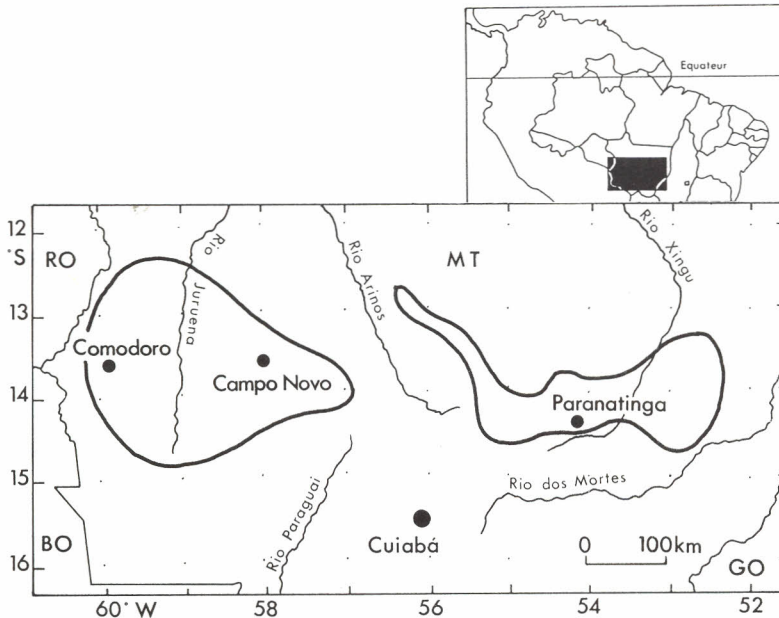 Equateur
12
°S
13
14
15
16
RO
MT
BO
GO
Rio
Juruena
Rio Arinos
Rio Xingu
Comodoro
Campo Novo
Paranatinga
Rio dos Mortes
Rio Paraguai
Cuiabá
0 100km
60° W 58 56 54 52